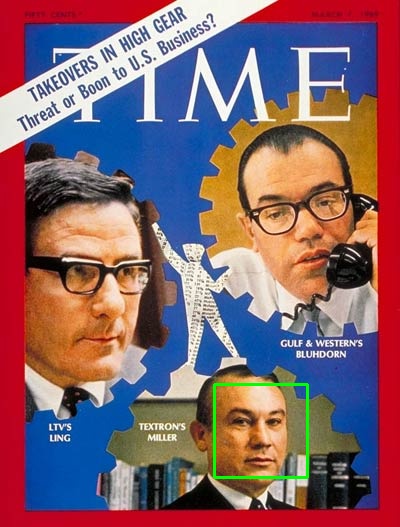 FIFTY CENTS
MARCH 7, 1969
TAKEOVERS IN HIGH GEAR
Threat or Boon to U.S. Business?
TIME
GULF & WESTERN'S
BLUHDORN
LTV'S
LING
TEXTRON'S
MILLER